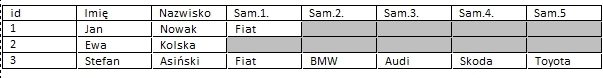 id Imię Nazwisko Sam.1. Sam.2. Sam.3. Sam.4. Sam.5
1 Jan Nowak Fiat
2 Ewa Kolska
3 Stefan Asiński Fiat BMW Audi Skoda Toyota